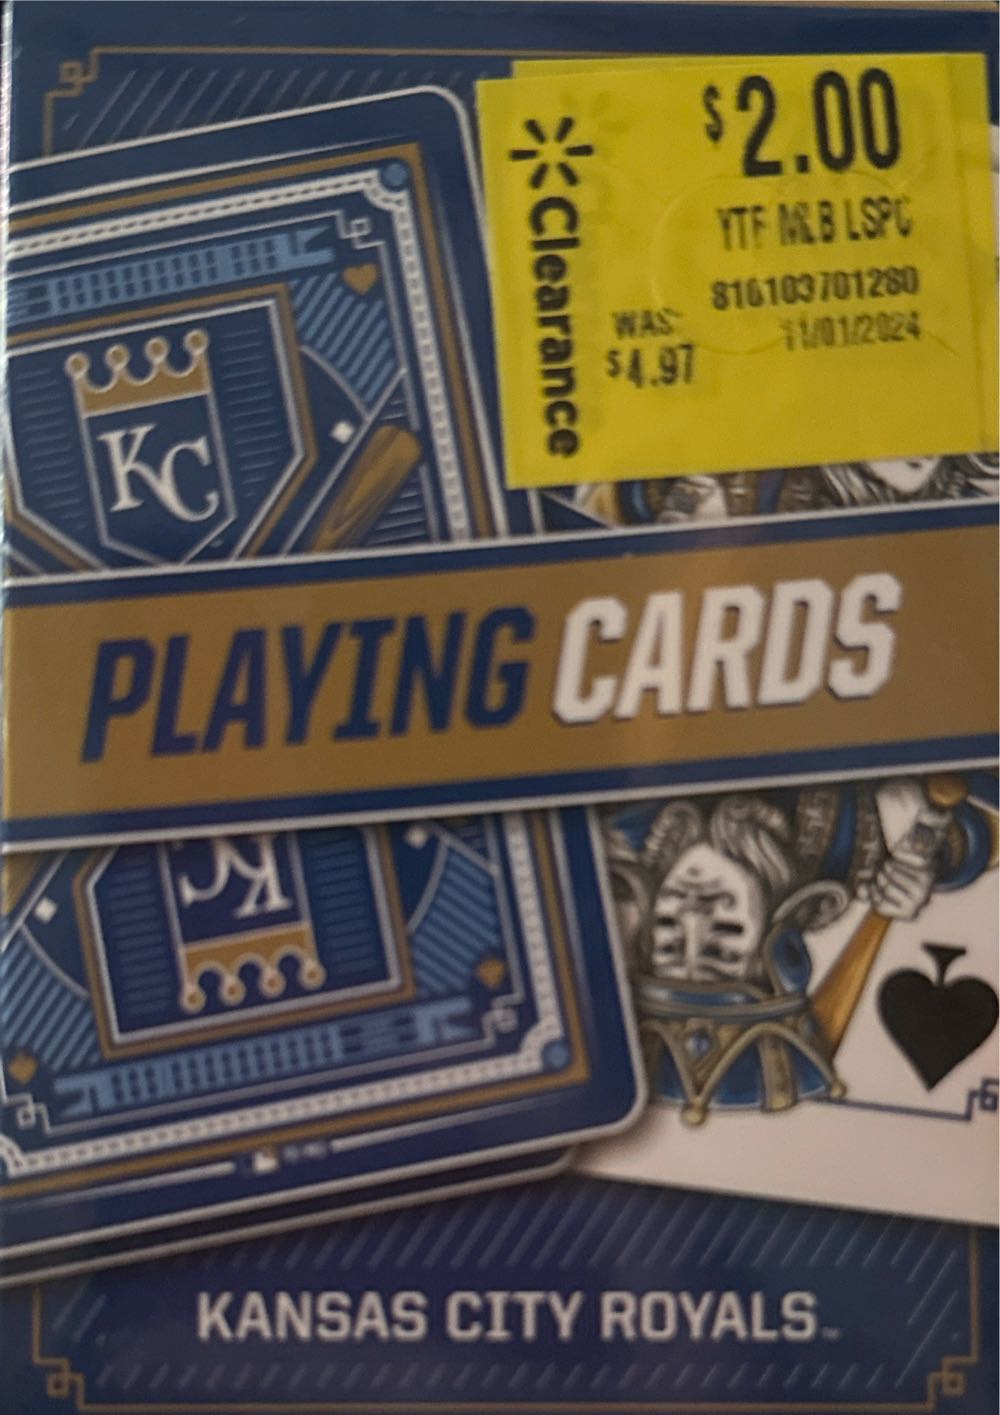 $2.00
Clearance
YTF MLB LSPC
816103701280
WAS
11/01/2024
$4.97
KC
PLAYING CARDS
KC
KANSAS CITY ROYALS